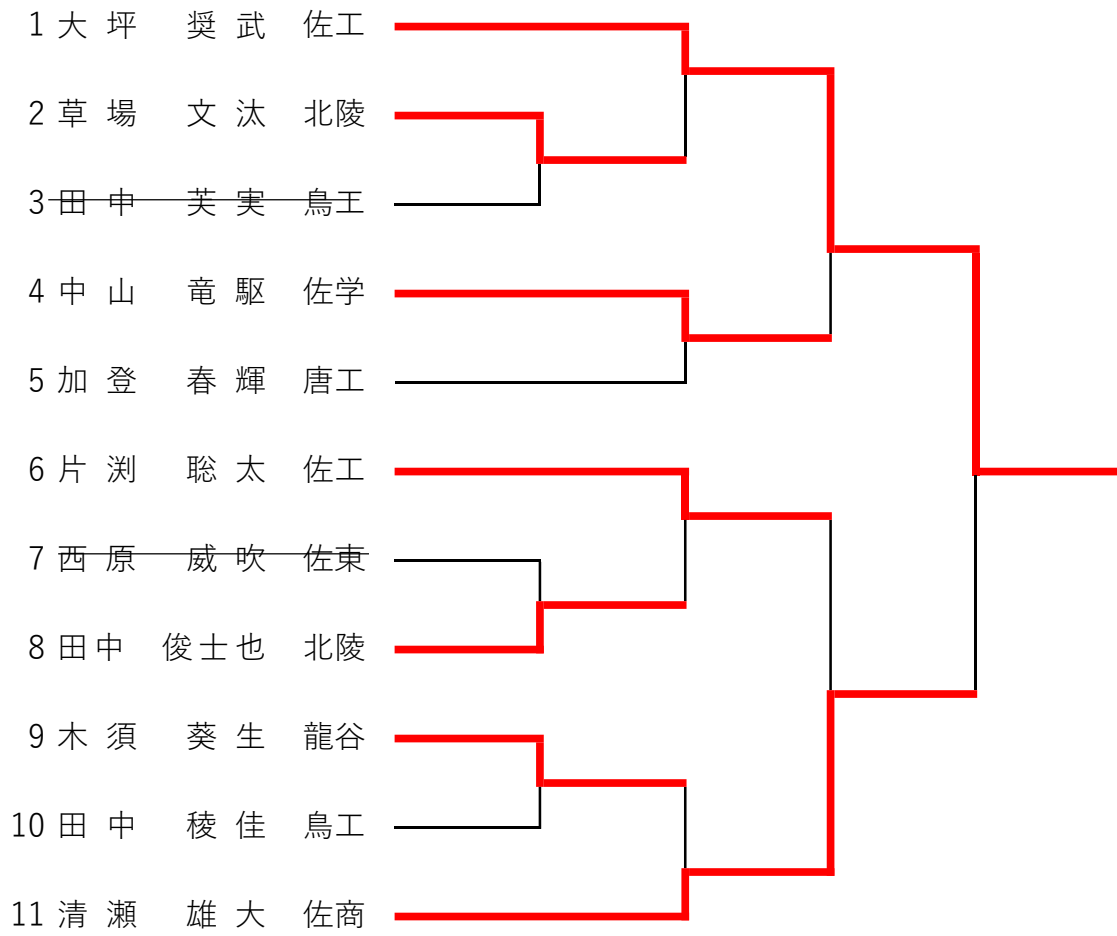 1 大坪 奨武 佐工
2 草場 文汰 北陵
3 田中 芙実 鳥工
4 中山 竜駆 佐学
5 加登 春輝 唐工
6 片渕 聡太 佐工
7 西原 威吹 佐東
8 田中 俊士也 北陵
9 木須 葵生 龍谷
10 田中 稜佳 鳥工
11 清瀬 雄大 佐商